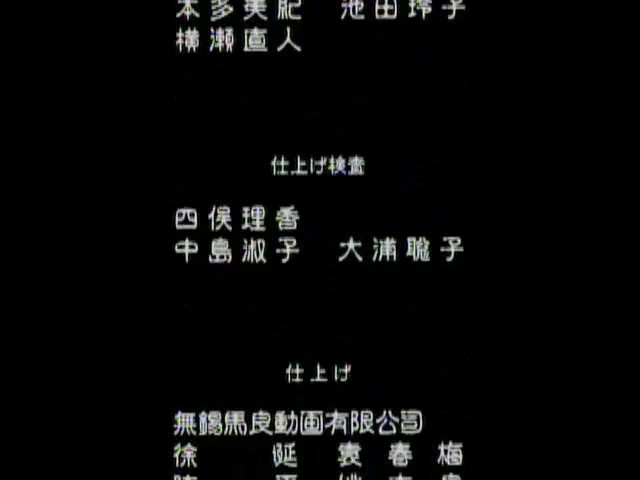 本多美紀　池田玲子
横瀬直人
仕上げ検査
四俣理香
中島淑子　大浦聡子
仕上げ
無錫馬良動画有限公司
徐　延　袁春梅